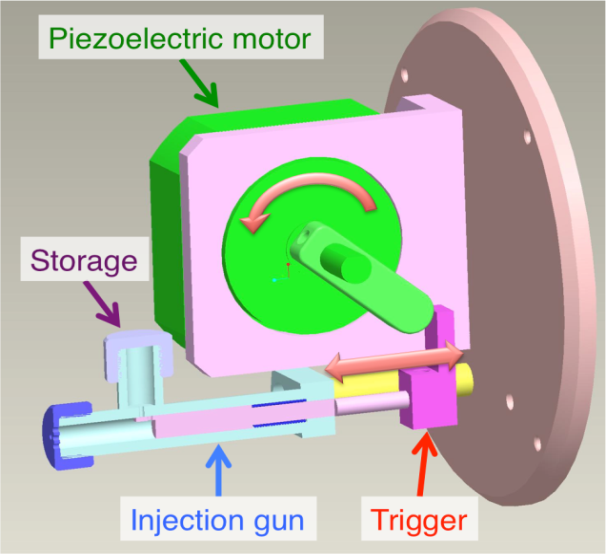 Piezoelectric motor
Storage
Injection gun
Trigger